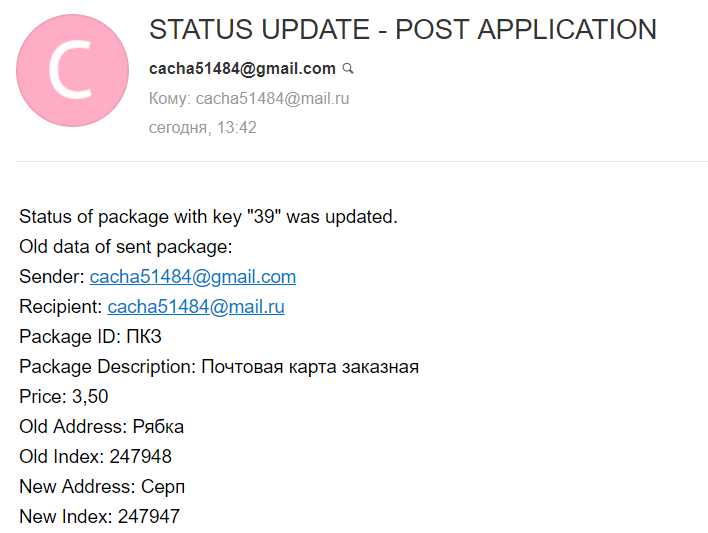 C
STATUS UPDATE - POST APPLICATION
cacha51484@gmail.com
Кому: cacha51484@mail.ru
сегодня, 13:42
Status of package with key "39" was updated.
Old data of sent package:
Sender: cacha51484@gmail.com
Recipient: cacha51484@mail.ru
Package ID: ПКЗ
Package Description: Почтовая карта заказная
Price: 3,50
Old Address: Рябка
Old Index: 247948
New Address: Серп
New Index: 247947